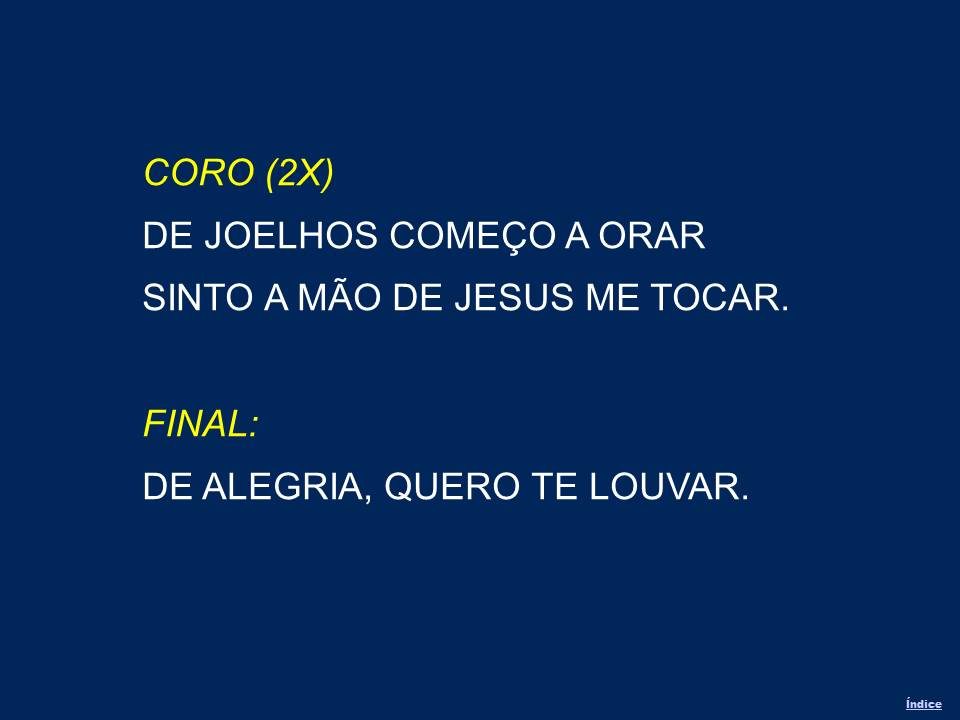 CORO (2X)
DE JOELHOS COMEÇO A ORAR
SINTO A MÃO DE JESUS ME TOCAR.
FINAL:
DE ALEGRIA, QUERO TE LOUVAR.
Índice